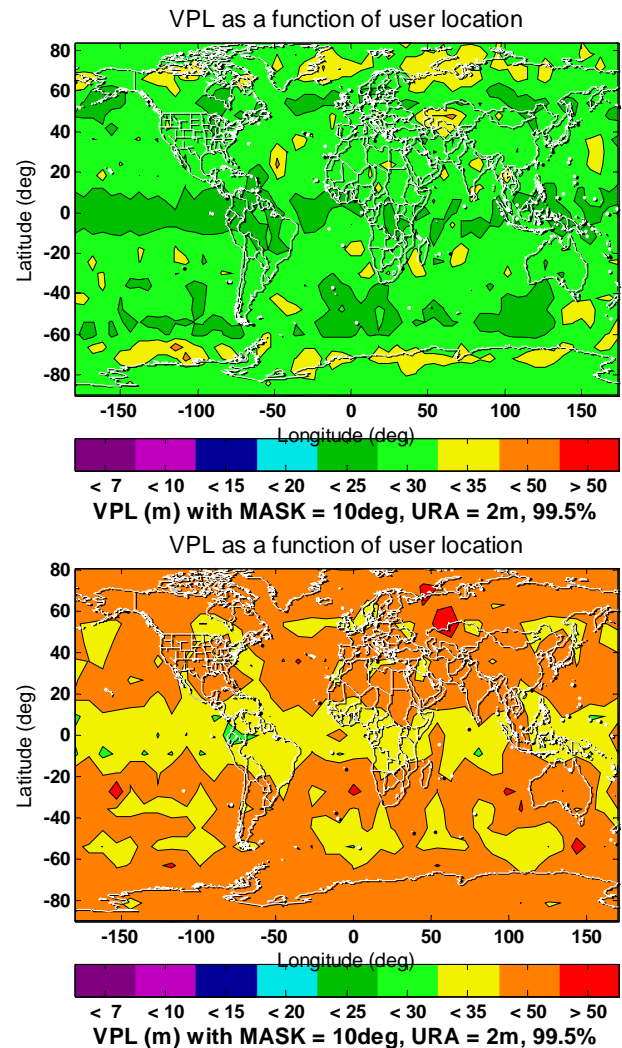 VPL as a function of user location
80
60
40
20
0
-20
-40
-60
-80
Latitude (deg)
-150 -100 -50 0 50 100 150
Longitude (deg)
< 7 < 10 < 15 < 20 < 25 < 30 < 35 < 50 > 50
VPL (m) with MASK = 10deg, URA = 2m, 99.5%
VPL as a function of user location
80
60
40
20
0
-20
-40
-60
-80
Latitude (deg)
-150 -100 -50 0 50 100 150
Longitude (deg)
< 7 < 10 < 15 < 20 < 25 < 30 < 35 < 50 > 50
VPL (m) with MASK = 10deg, URA = 2m, 99.5%